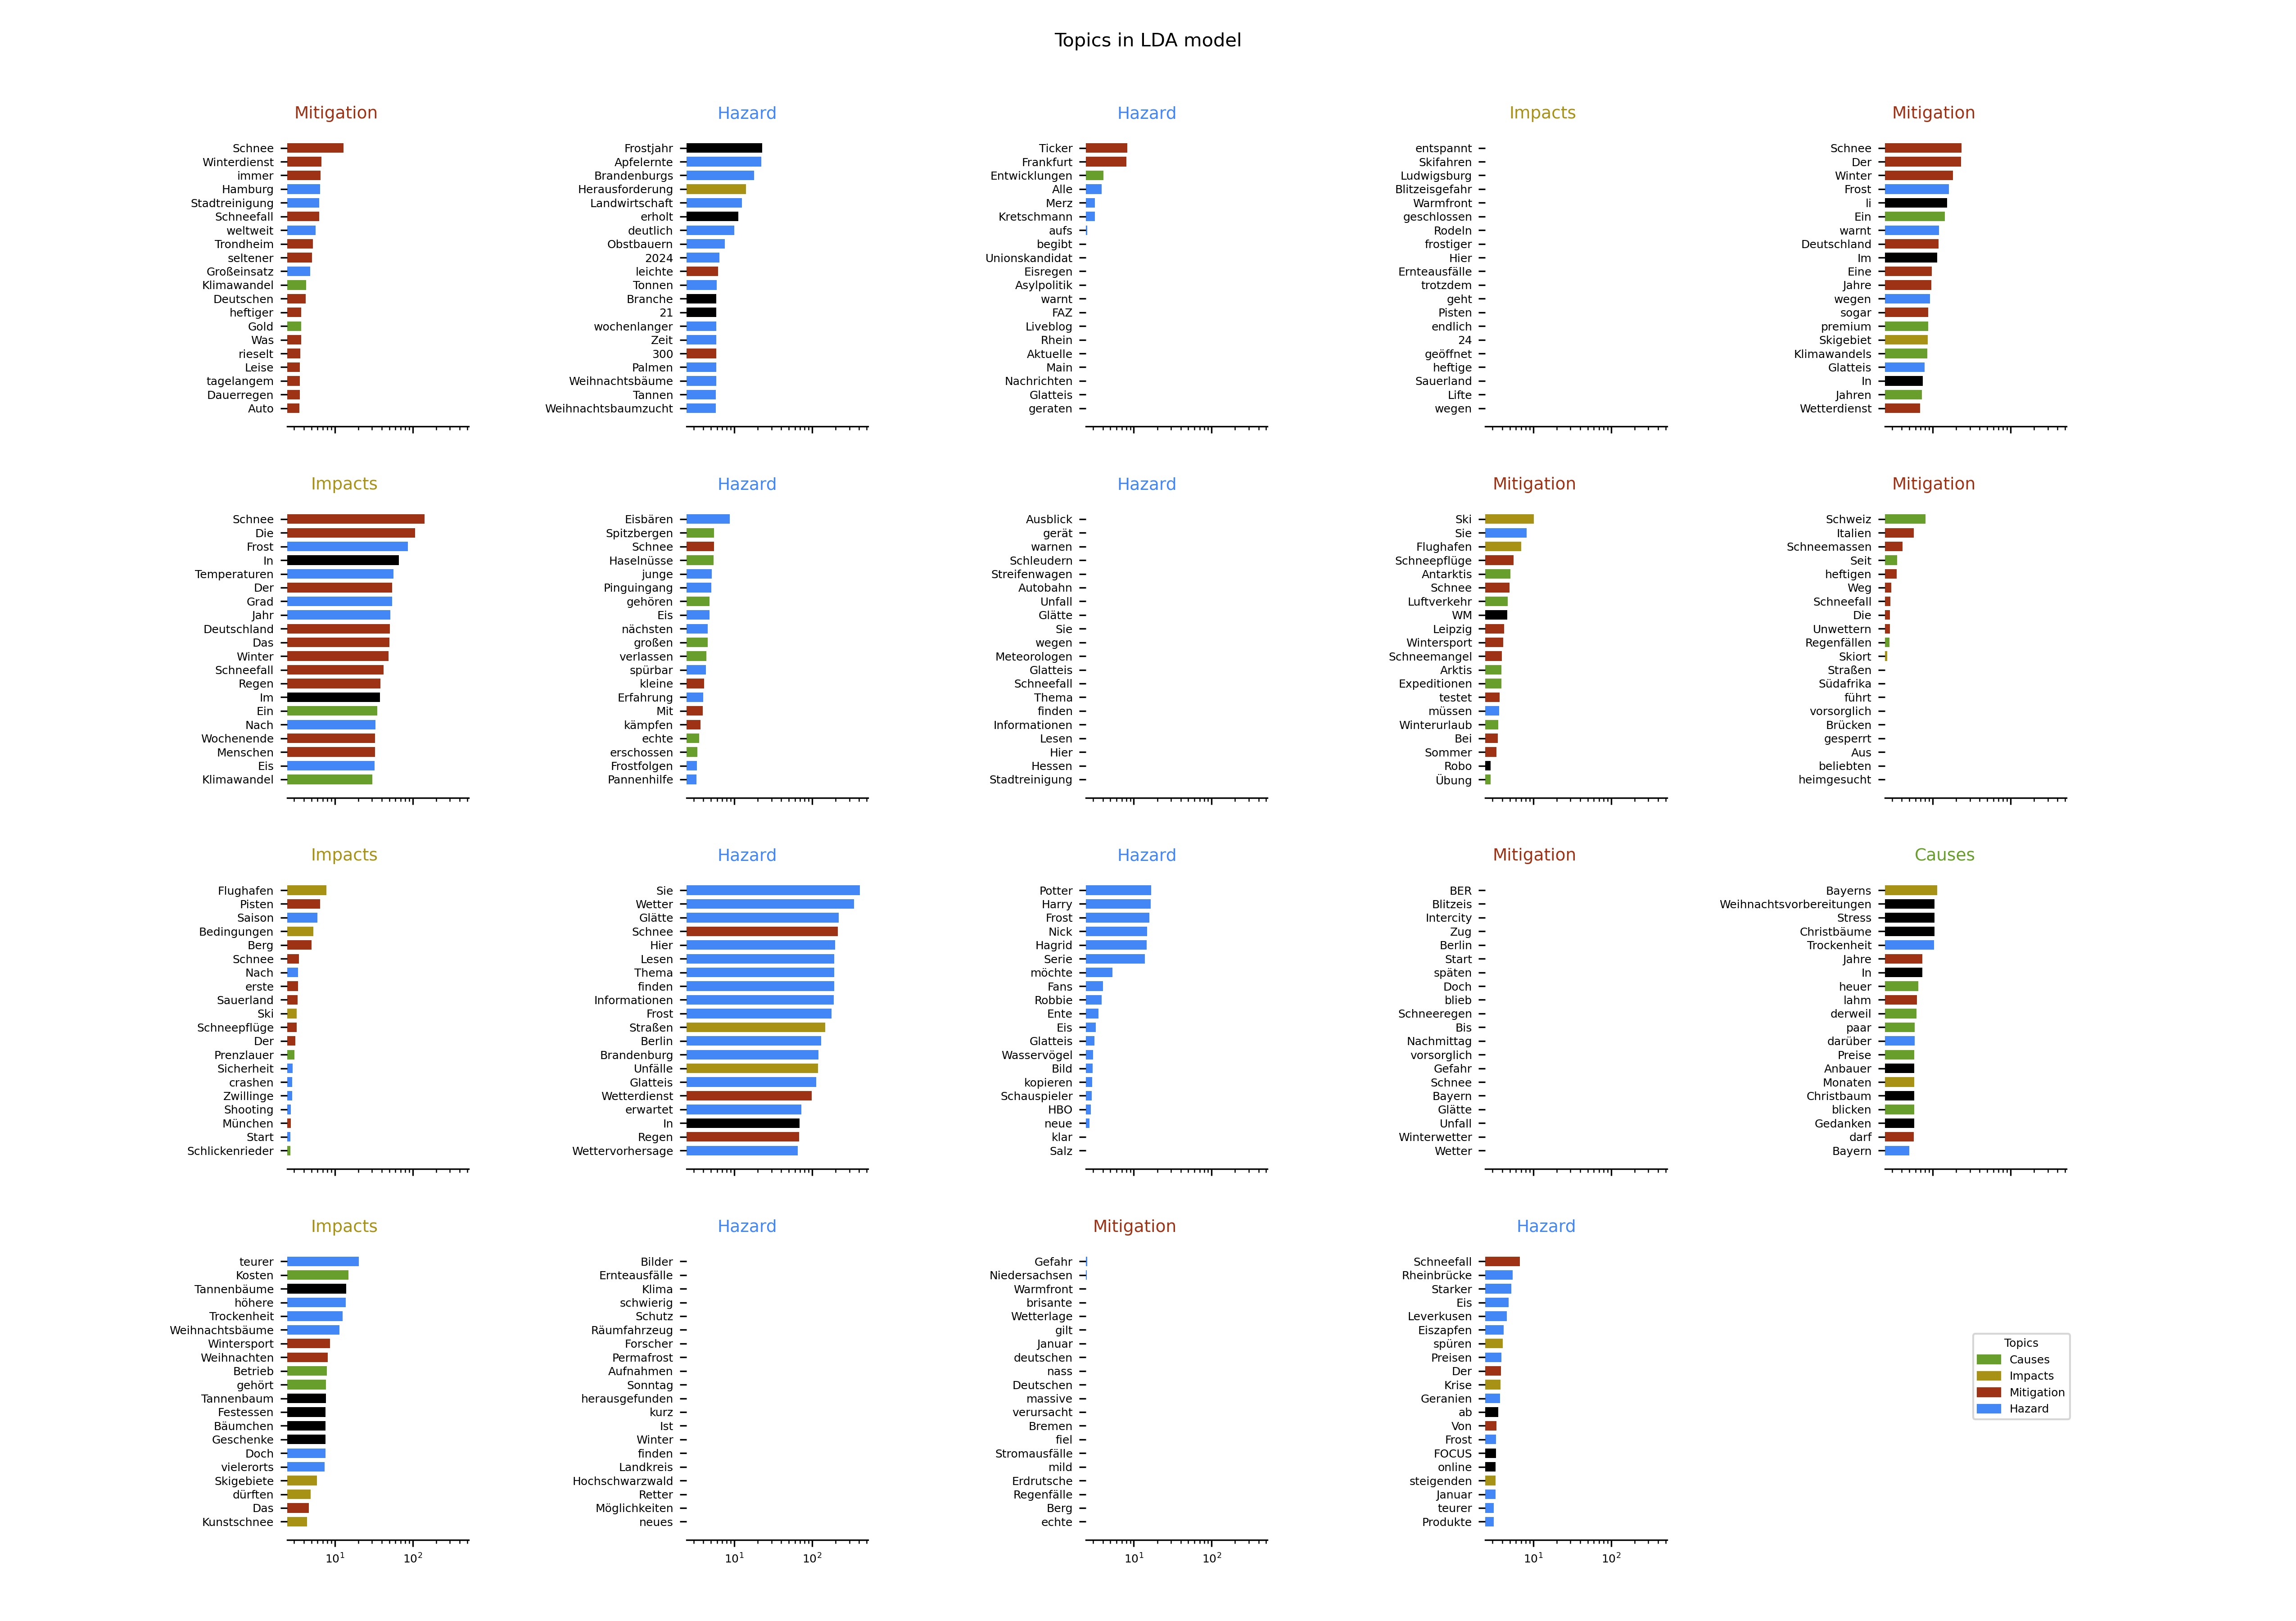 Topics in LDA model
Mitigation
Schnee
Winterdienst
immer
Hamburg
Stadtreinigung
Schneefall
weltweit
Trondheim
seltener
Großeinsatz
Klimawandel
Deutschen
heftiger
Gold
Was
rieselt
Leise
tagelangem
Dauerregen
Auto
Hazard
Frostjahr
Apfelernte
Brandenburgs
Herausforderung
Landwirtschaft
erholt
deutlich
Obstbauern
2024
leichte
Tonnen
Branche
21
wochenlanger
Zeit
300
Palmen
Weihnachtsbäume
Tannen
Weihnachtsbaumzucht
Hazard
Ticker
Frankfurt
Entwicklungen
Alle
Merz
Kretschmann
aufs
begibt
Unionskandidat
Eisregen
Asylpolitik
warnt
FAZ
Liveblog
Rhein
Aktuelle
Main
Nachrichten
Glatteis
geraten
Impacts
entspannt
Skifahren
Ludwigsburg
Blitzeisgefahr
Warmfront
geschlossen
Rodeln
frostiger
Hier
Ernteausfälle
trotzdem
geht
Pisten
endlich
24
geöffnet
heftige
Sauerland
Lifte
wegen
Mitigation
Schnee
Der
Winter
Frost
li
Ein
warnt
Deutschland
Im
Eine
Jahre
wegen
sogar
premium
Skigebiet
Klimawandels
Glatteis
In
Jahren
Wetterdienst
Impacts
Schnee
Die
Frost
In
Temperaturen
Der
Grad
Jahr
Deutschland
Das
Winter
Schneefall
Regen
Im
Ein
Nach
Wochenende
Menschen
Eis
Klimawandel
Hazard
Eisbären
Spitzbergen
Schnee
Haselnüsse
junge
Pinguingang
gehören
Eis
nächsten
großen
verlassen
spürbar
kleine
Erfahrung
Mit
kämpfen
echte
erschossen
Frostfolgen
Pannenhilfe
Hazard
Ausblick
gerät
warnen
Schleudern
Streifenwagen
Autobahn
Unfall
Glätte
Sie
wegen
Meteorologen
Glatteis
Schneefall
Thema
finden
Informationen
Lesen
Hier
Hessen
Stadtreinigung
Mitigation
Ski
Sie
Flughafen
Schneepflüge
Antarktis
Schnee
Luftverkehr
WM
Leipzig
Wintersport
Schneemangel
Arktis
Expeditionen
testet
müssen
Winterurlaub
Bei
Sommer
Robo
Übung
Mitigation
Schweiz
Italien
Schneemassen
Seit
heftigen
Weg
Schneefall
Die
Unwettern
Regenfällen
Skiort
Straßen
Südafrika
führt
vorsorglich
Brücken
gesperrt
Aus
beliebten
heimgesucht
Impacts
Flughafen
Pisten
Saison
Bedingungen
Berg
Schnee
Nach
erste
Sauerland
Ski
Schneepflüge
Der
Prenzlauer
Sicherheit
crashen
Zwillinge
Shooting
München
Start
Schlickenrieder
Hazard
Sie
Wetter
Glätte
Schnee
Hier
Lesen
Thema
finden
Informationen
Frost
Straßen
Berlin
Brandenburg
Unfälle
Glatteis
Wetterdienst
erwartet
In
Regen
Wettervorhersage
Hazard
Potter
Harry
Frost
Nick
Hagrid
Serie
möchte
Fans
Robbie
Ente
Eis
Glatteis
Wasservögel
Bild
kopieren
Schauspieler
HBO
neue
klar
Salz
Mitigation
BER
Blitzeis
Intercity
Zug
Berlin
Start
späten
Doch
blieb
Schneeregen
Bis
Nachmittag
vorsorglich
Gefahr
Schnee
Bayern
Glätte
Unfall
Winterwetter
Wetter
Causes
Bayerns
Weihnachtsvorbereitungen
Stress
Christbäume
Trockenheit
Jahre
In
heuer
lahm
derweil
paar
darüber
Preise
Anbauer
Monaten
Christbaum
blicken
Gedanken
darf
Bayern
Impacts
teurer
Kosten
Tannenbäume
höhere
Trockenheit
Weihnachtsbäume
Wintersport
Weihnachten
Betrieb
gehört
Tannenbaum
Festessen
Bäumchen
Geschenke
Doch
vielerorts
Skigebiete
dürften
Das
Kunstschnee
10¹ 10²
Hazard
Bilder
Ernteausfälle
Klima
schwierig
Schutz
Räumfahrzeug
Forscher
Permafrost
Aufnahmen
Sonntag
herausgefunden
kurz
Ist
Winter
finden
Landkreis
Hochschwarzwald
Retter
Möglichkeiten
neues
10¹ 10²
Mitigation
Gefahr
Niedersachsen
Warmfront
brisante
Wetterlage
gilt
Januar
deutschen
nass
Deutschen
massive
verursacht
Bremen
fiel
Stromausfälle
mild
Erdrutsche
Regenfälle
Berg
echte
10¹ 10²
Hazard
Schneefall
Rheinbrücke
Starker
Eis
Leverkusen
Eiszapfen
spüren
Preisen
Der
Krise
Geranien
ab
Von
Frost
FOCUS
online
steigenden
Januar
teurer
Produkte
10¹ 10²
Topics
Causes
Impacts
Mitigation
Hazard